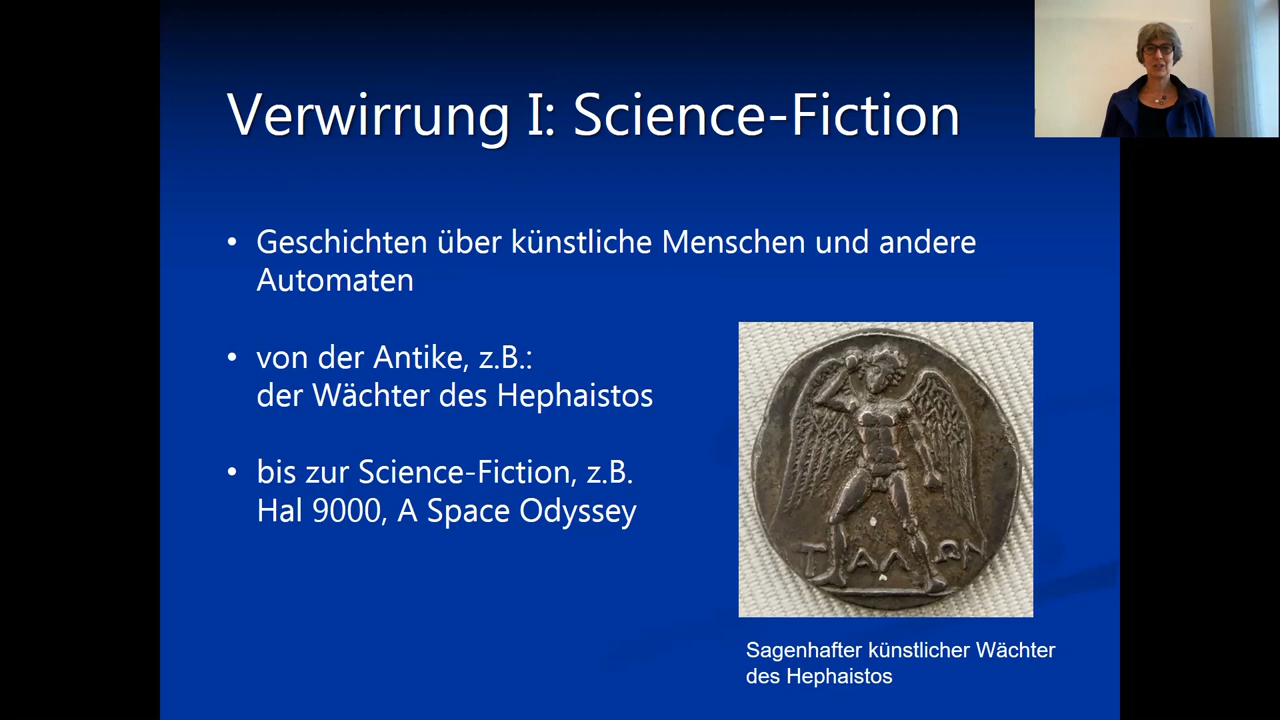 Verwirrung I: Science-Fiction
• Geschichten über künstliche Menschen und andere
Automaten
• von der Antike, z.B.:
der Wächter des Hephaistos
• bis zur Science-Fiction, z.B.
Hal 9000, A Space Odyssey
ΤΑΛΩΝ
Sagenhafter künstlicher Wächter
des Hephaistos